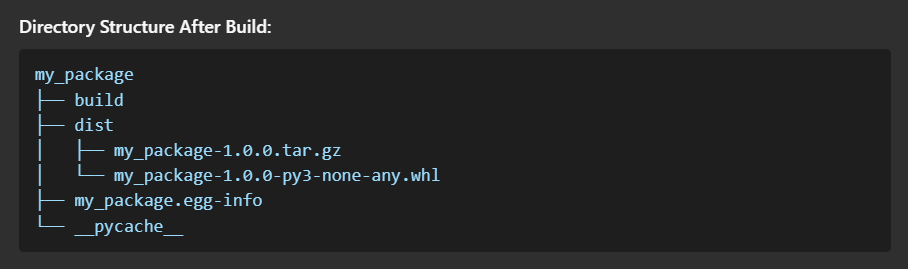 Directory Structure After Build:
my_package
├── build
├── dist
│   ├── my_package-1.0.0.tar.gz
│   └── my_package-1.0.0-py3-none-any.whl
├── my_package.egg-info
└── __pycache__